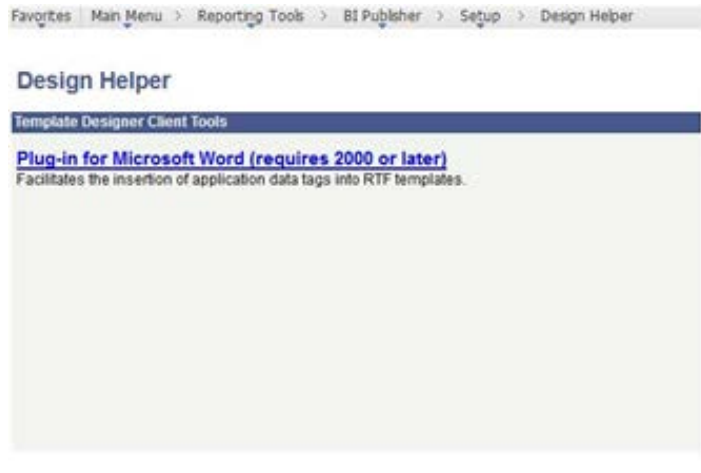 Favorites Main Menu > Reporting Tools > BI Publisher > Setup > Design Helper
Design Helper
Template Designer Client Tools
Plug-in for Microsoft Word (requires 2000 or later)
Facilitates the insertion of application data tags into RTF templates.